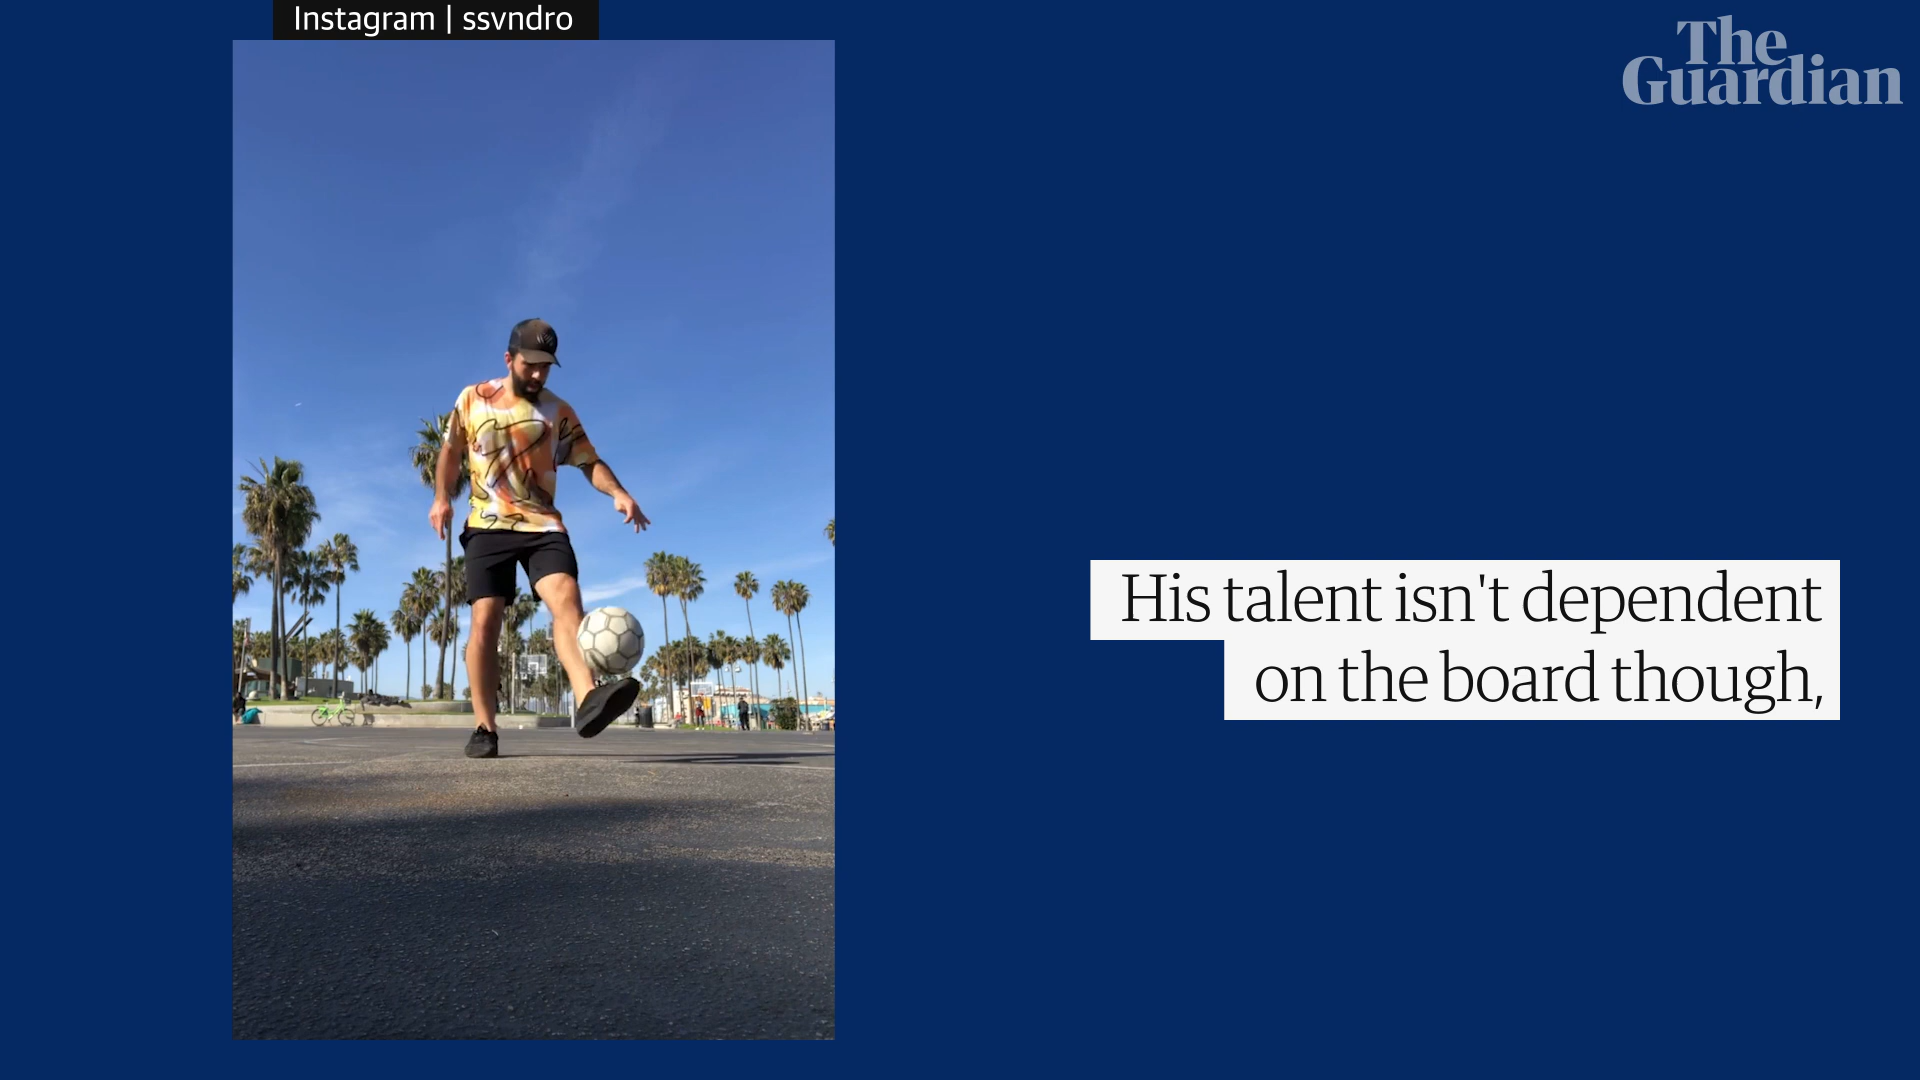 Instagram | ssvndro
The
Guardian
His talent isn't dependent
on the board though,